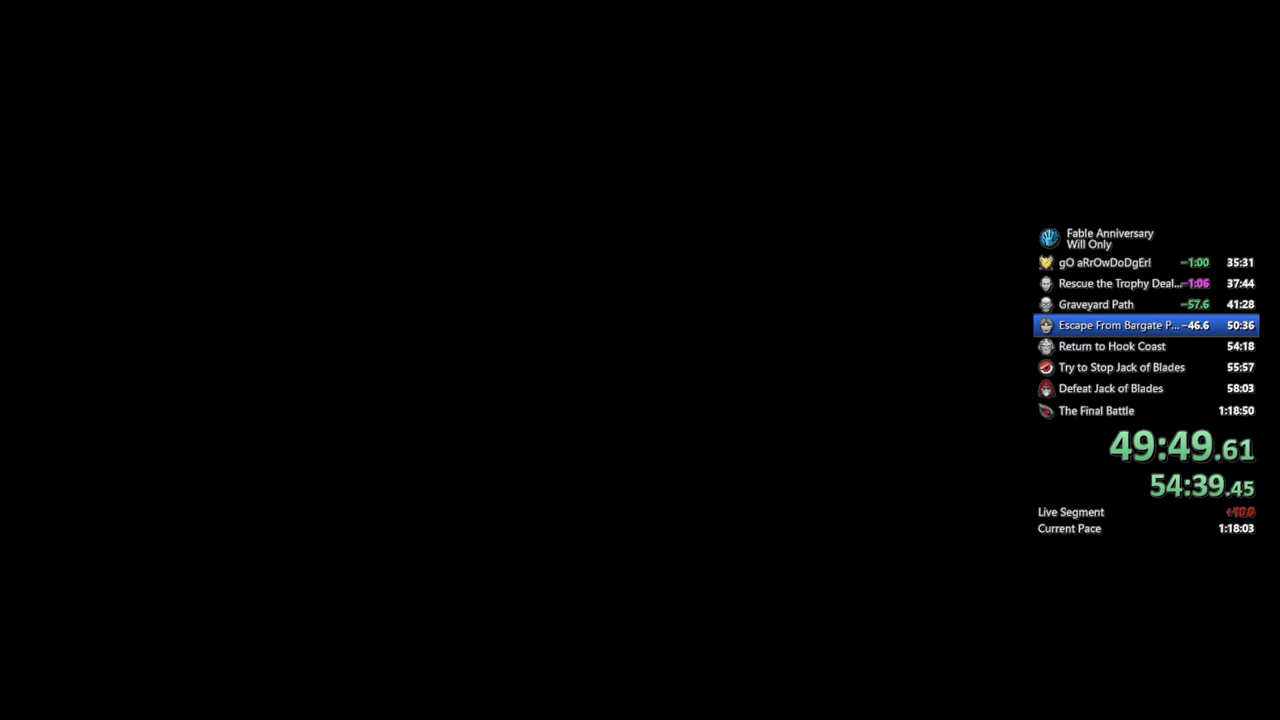 Fable Anniversary
Will Only
gO aRrOwDoDgEr! −1:00 35:31
Rescue the Trophy Deal... −1:06 37:44
Graveyard Path −57.6 41:28
Escape From Bargate P... −46.6 50:36
Return to Hook Coast 54:18
Try to Stop Jack of Blades 55:57
Defeat Jack of Blades 58:03
The Final Battle 1:18:50
49:49.61
54:39.45
Live Segment +10.0
Current Pace 1:18:03